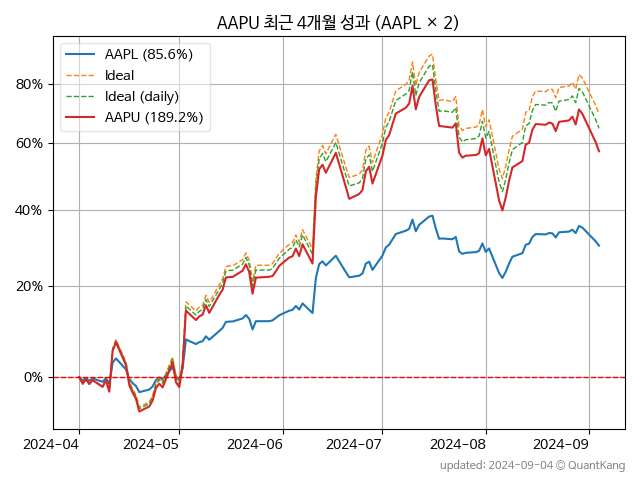 AAPU 최근 4개월 성과 (AAPL × 2)
AAPL (85.6%)
Ideal
Ideal (daily)
AAPU (189.2%)
80%
60%
40%
20%
0%
2024-04 2024-05 2024-06 2024-07 2024-08 2024-09
updated: 2024-09-04 © QuantKang